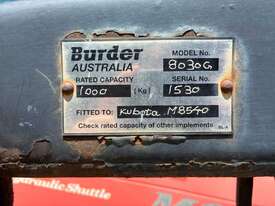 Burder
AUSTRALIA
MODEL No.
8030G
RATED CAPACITY
1000 (Kg)
SERIAL No.
1530
FITTED TO: Kubota M8540
Check rated capacity of other implements
Hydraulic Shuttle